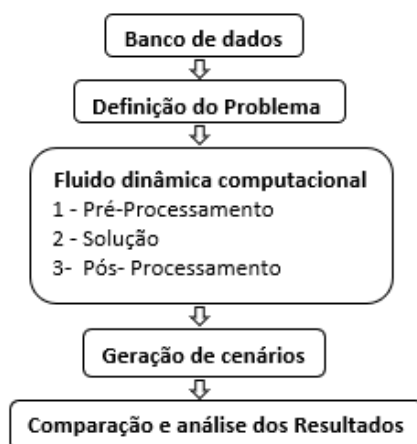 Banco de dados
Definição do Problema
Fluido dinâmica computacional
1 - Pré-Processamento
2 - Solução
3- Pós- Processamento
Geração de cenários
Comparação e análise dos Resultados